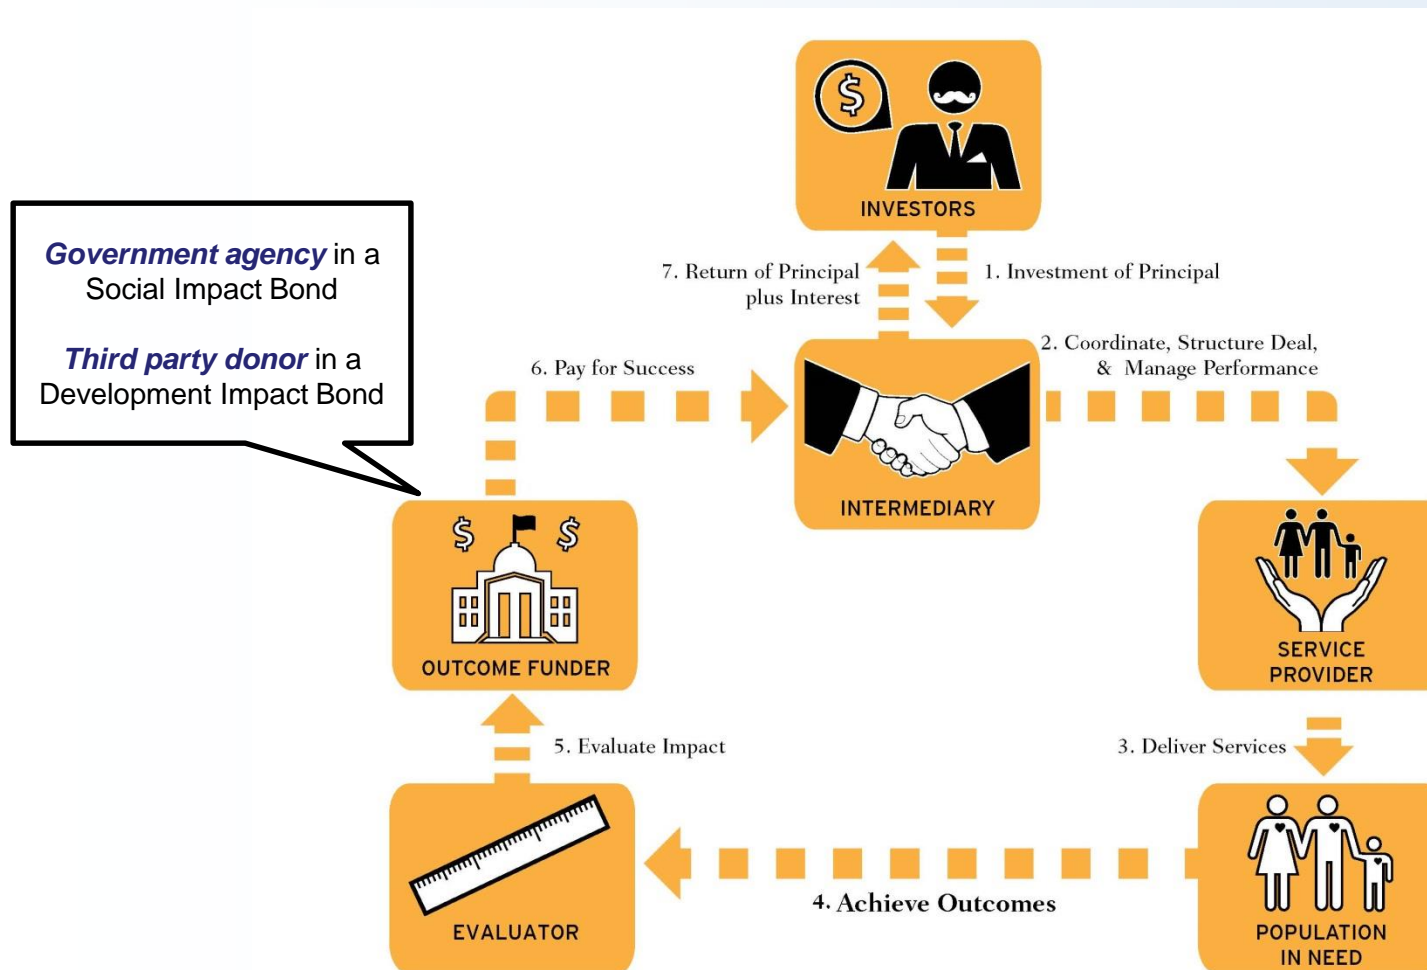 $
INVESTORS
Government agency in a
Social Impact Bond
Third party donor in a
Development Impact Bond
7. Return of Principal
plus Interest
1. Investment of Principal
2. Coordinate, Structure Deal,
& Manage Performance
6. Pay for Success
INTERMEDIARY
$ $
OUTCOME FUNDER
SERVICE
PROVIDER
5. Evaluate Impact
3. Deliver Services
4. Achieve Outcomes
EVALUATOR
POPULATION
IN NEED